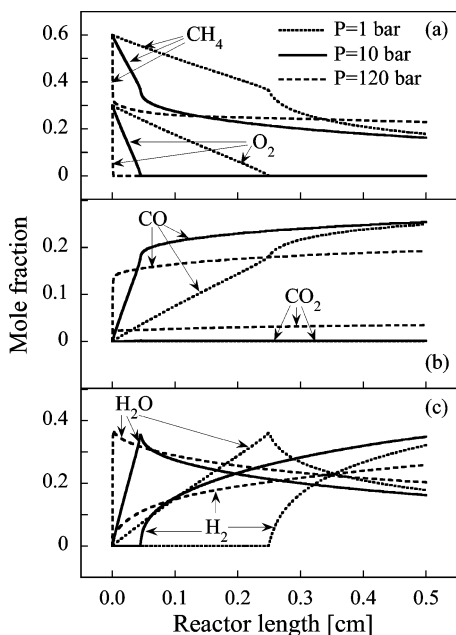 0.6
0.4
0.2
0
CH4
O2
P=1 bar
P=10 bar
P=120 bar
(a)
Mole fraction
0.2
0.1
0
CO
CO2
(b)
0.4
0.2
0
H2O
H2
(c)
0.0 0.1 0.2 0.3 0.4 0.5
Reactor length [cm]